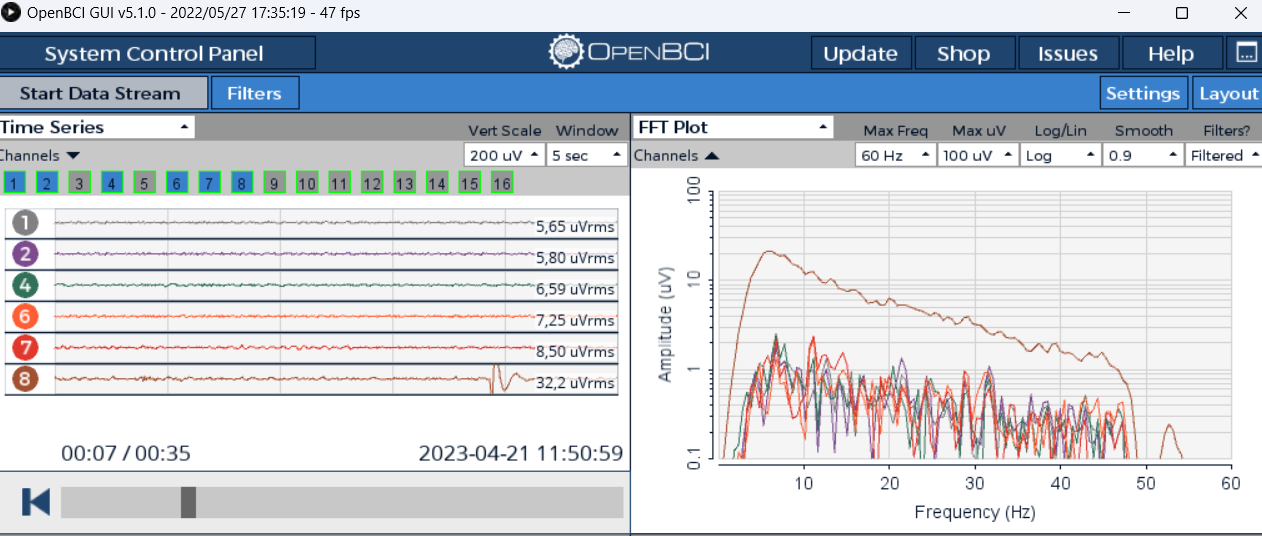 OpenBCI GUI v5.1.0 - 2022/05/27 17:35:19 - 47 fps
System Control Panel
OPENBCI
Update Shop Issues Help
Start Data Stream Filters
Settings Layout
Time Series
Vert Scale Window
Channels 200 uV 5 sec
1 2 3 4 5 6 7 8 9 10 11 12 13 14 15 16
1 5,65 uVrms
2 5,80 uVrms
4 6,59 uVrms
6 7,25 uVrms
7 8,50 uVrms
8 32,2 uVrms
00:07 / 00:35 2023-04-21 11:50:59
FFT Plot
Max Freq Max uV Log/Lin Smooth Filters?
Channels 60 Hz 100 uV Log 0.9 Filtered
100
10
1
0.1
Amplitude (uV)
10 20 30 40 50 60
Frequency (Hz)